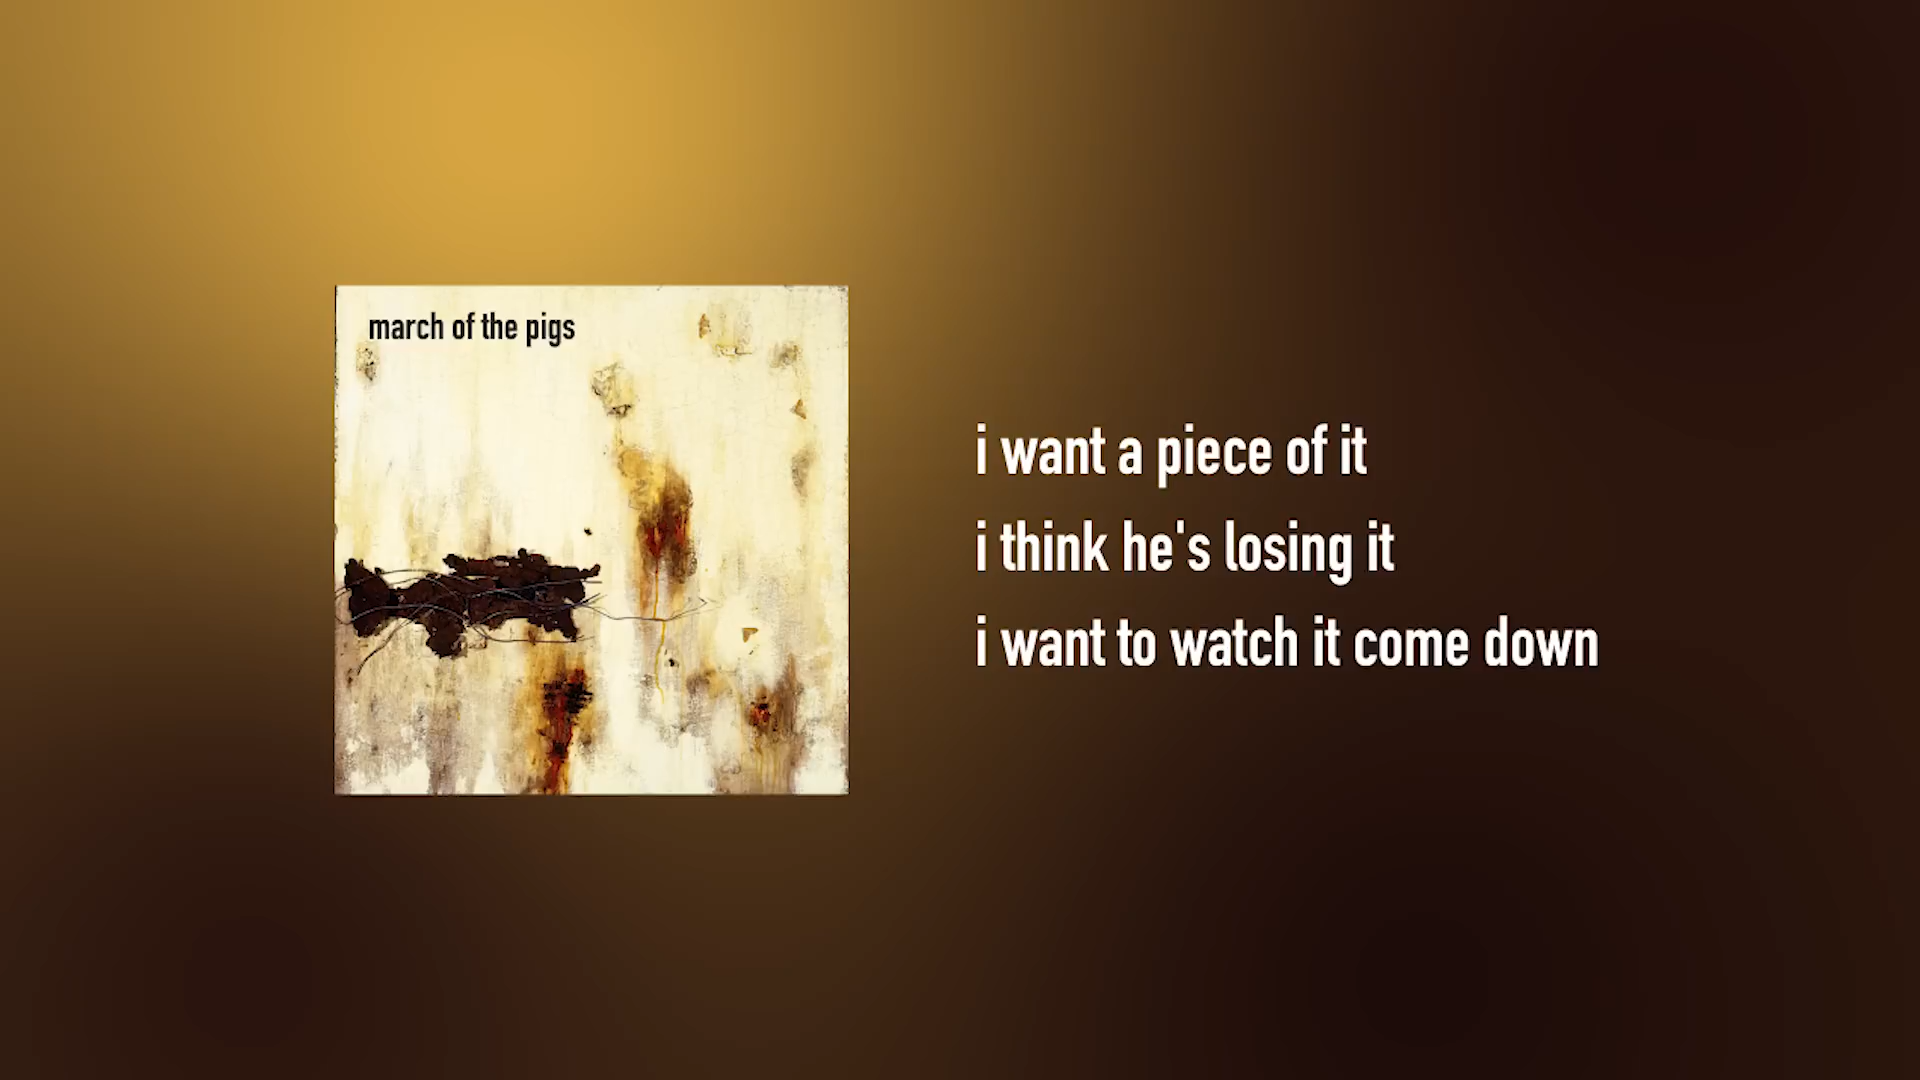 march of the pigs
i want a piece of it
i think he's losing it
i want to watch it come down